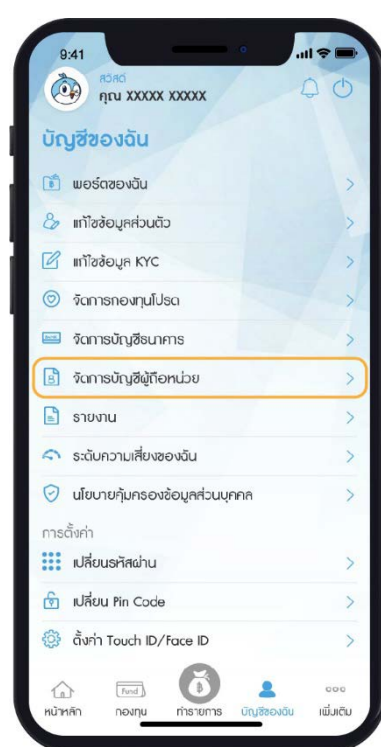 9:41
สวัสดี
คุณ XXXXX XXXXX
บัญชีของฉัน
พอร์ตของฉัน
แก้ไขข้อมูลส่วนตัว
แก้ไขข้อมูล KYC
จัดการกองทุนโปรด
จัดการบัญชีธนาคาร
จัดการบัญชีผู้ถือหน่วย
รายงาน
ระดับความเสี่ยงของฉัน
นโยบายคุ้มครองข้อมูลส่วนบุคคล
การตั้งค่า
เปลี่ยนรหัสผ่าน
เปลี่ยน Pin Code
ตั้งค่า Touch ID/Face ID
Fund
หน้าหลัก กองทุน ทำรายการ บัญชีของฉัน เพิ่มเติม